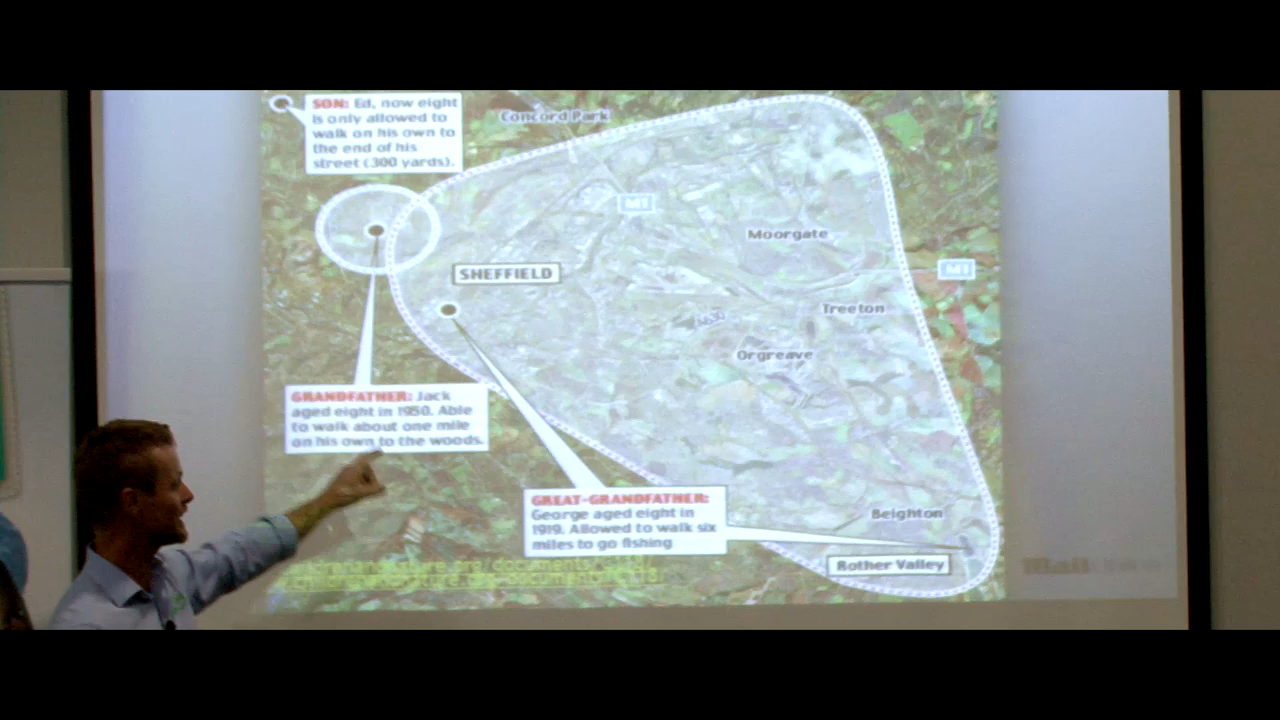 SON: Ed, now eight
is only allowed to
walk on his own to
the end of his
street (300 yards).
Concord Park
M1
Moorgate
SHEFFIELD
M1
Treeton
A630
Orgreave
GRANDFATHER: Jack
aged eight in 1950. Able
to walk about one mile
on his own to the woods.
GREAT-GRANDFATHER:
George aged eight in
1919. Allowed to walk six
miles to go fishing
Beighton
Rother Valley
Mail